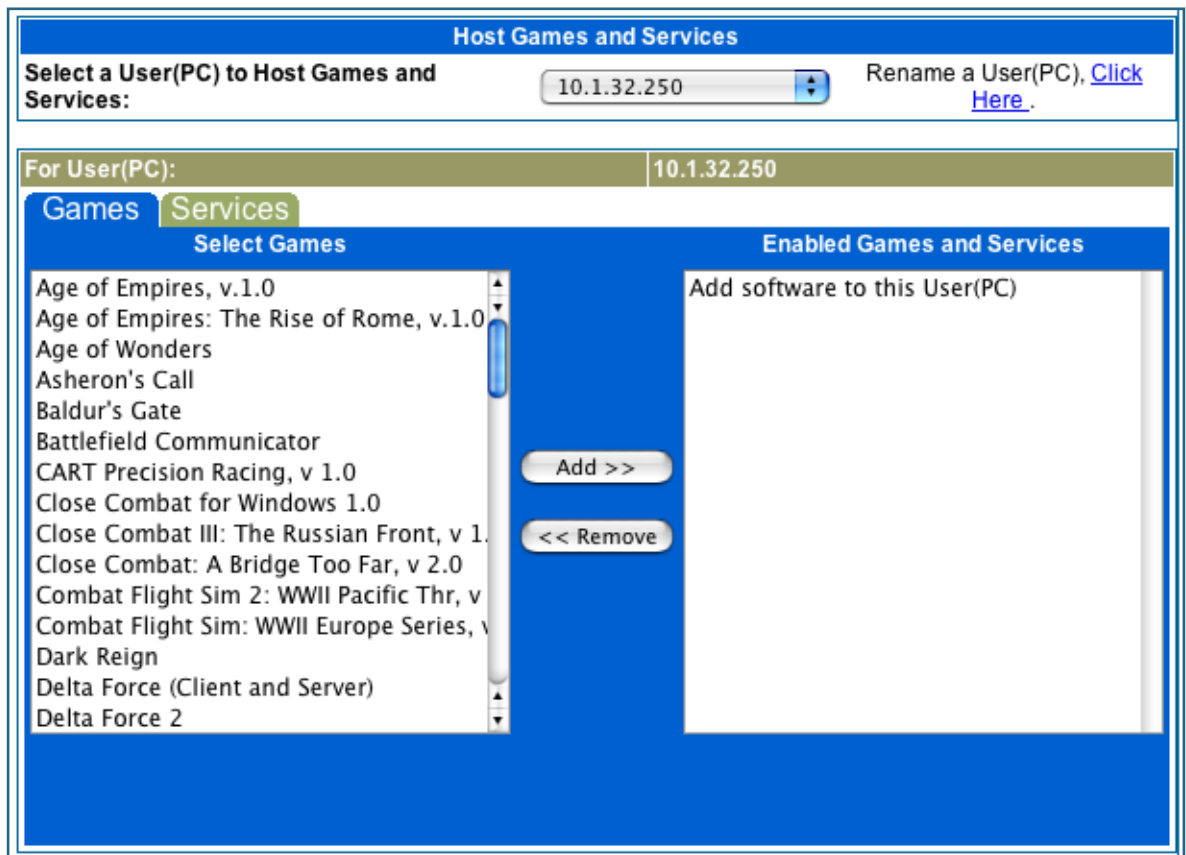 Host Games and Services
Select a User(PC) to Host Games and
Services:
10.1.32.250
Rename a User(PC), Click
Here .
For User(PC):
10.1.32.250
Games
Services
Select Games
Enabled Games and Services
Age of Empires, v.1.0
Age of Empires: The Rise of Rome, v.1.0
Age of Wonders
Asheron's Call
Baldur's Gate
Battlefield Communicator
CART Precision Racing, v 1.0
Close Combat for Windows 1.0
Close Combat III: The Russian Front, v 1.
Close Combat: A Bridge Too Far, v 2.0
Combat Flight Sim 2: WWII Pacific Thr, v
Combat Flight Sim: WWII Europe Series, v
Dark Reign
Delta Force (Client and Server)
Delta Force 2
Add >>
<< Remove
Add software to this User(PC)